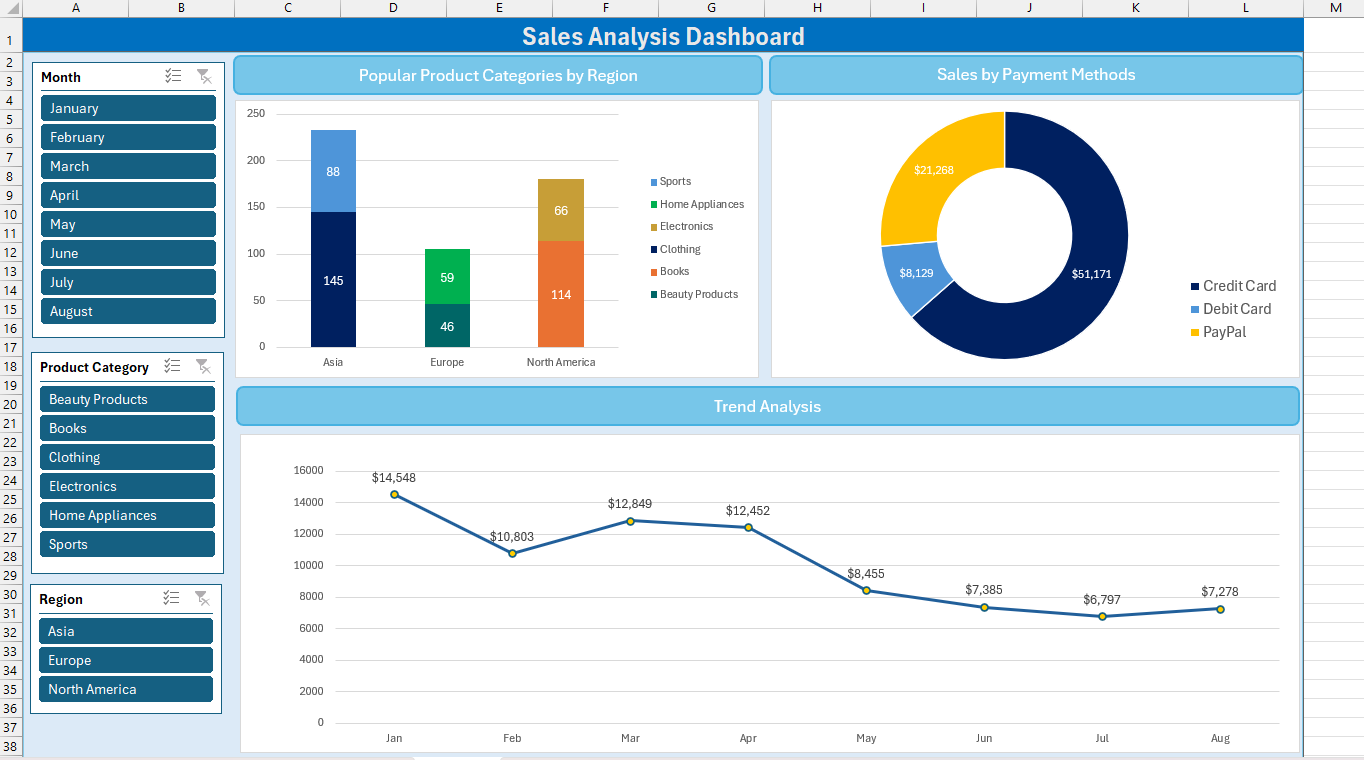 A B C D E F G H I J K L M
1
2
3
4
5
6
7
8
9
10
11
12
13
14
15
16
17
18
19
20
21
22
23
24
25
26
27
28
29
30
31
32
33
34
35
36
37
38
Sales Analysis Dashboard
Month
January
February
March
April
May
June
July
August
Product Category
Beauty Products
Books
Clothing
Electronics
Home Appliances
Sports
Region
Asia
Europe
North America
Popular Product Categories by Region
250
200
150
100
50
0
88
145
59
46
66
114
Asia Europe North America
Sports
Home Appliances
Electronics
Clothing
Books
Beauty Products
Sales by Payment Methods
$21,268
$8,129
$51,171
Credit Card
Debit Card
PayPal
Trend Analysis
16000
14000
12000
10000
8000
6000
4000
2000
0
$14,548
$10,803
$12,849
$12,452
$8,455
$7,385
$6,797
$7,278
Jan Feb Mar Apr May Jun Jul Aug